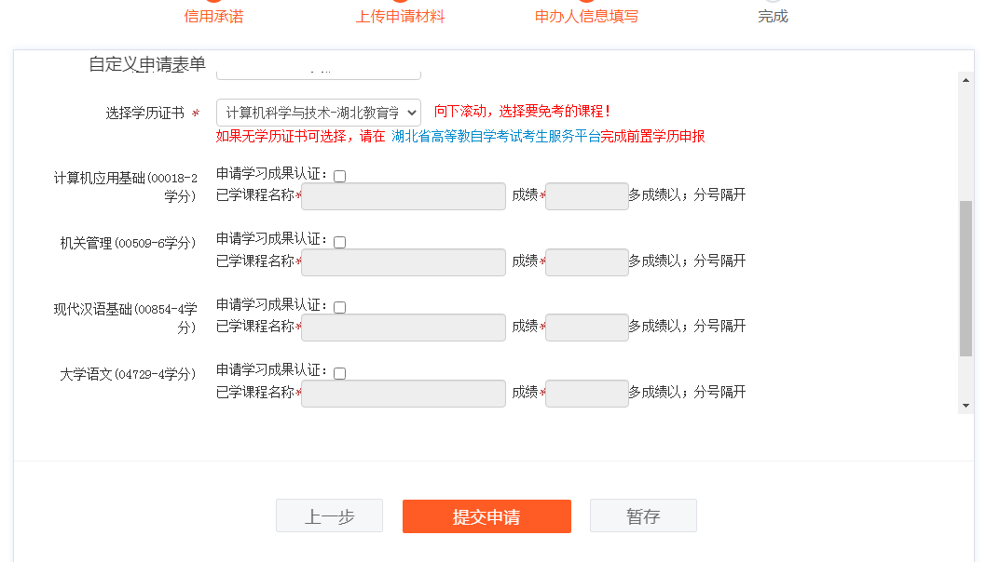 信用承诺
上传申请材料
申办人信息填写
完成
自定义申请表单
选择学历证书 *
计算机科学与技术-湖北教育学
向下滚动，选择要免考的课程！
如果无学历证书可选择，请在 湖北省高等教自学考试考生服务平台完成前置学历申报
计算机应用基础(00018-2
学分)
申请学习成果认证：
已学课程名称*
成绩*
多成绩以；分号隔开
机关管理(00509-6学分)
申请学习成果认证：
已学课程名称*
成绩*
多成绩以；分号隔开
现代汉语基础(00854-4学
分)
申请学习成果认证：
已学课程名称*
成绩*
多成绩以；分号隔开
大学语文(04729-4学分)
申请学习成果认证：
已学课程名称*
成绩*
多成绩以；分号隔开
上一步
提交申请
暂存